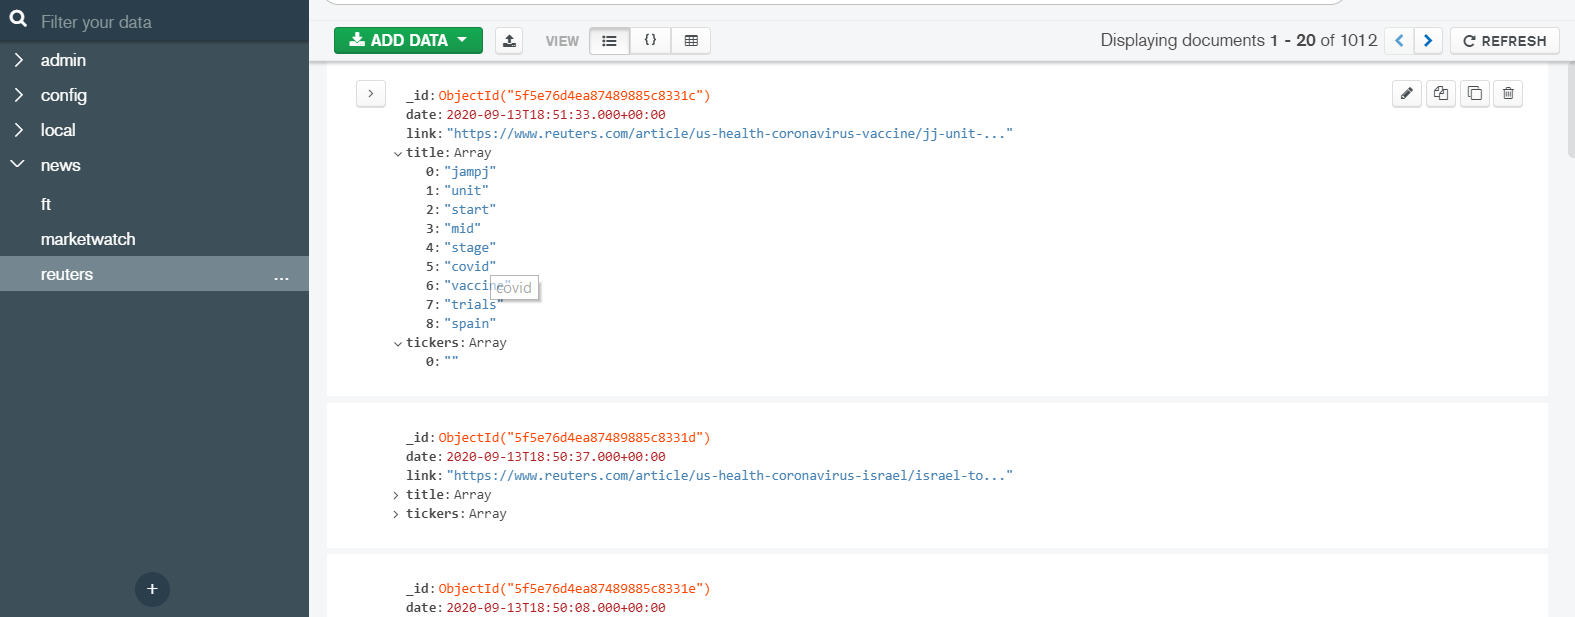 Filter your data
admin
config
local
news
ft
marketwatch
reuters ...
ADD DATA VIEW { } Displaying documents 1 - 20 of 1012 REFRESH
_id: ObjectId("5f5e76d4ea87489885c8331c")
date: 2020-09-13T18:51:33.000+00:00
link: "https://www.reuters.com/article/us-health-coronavirus-vaccine/jj-unit-..."
title: Array
0: "jampj"
1: "unit"
2: "start"
3: "mid"
4: "stage"
5: "covid"
6: "vaccine"
covid
7: "trials"
8: "spain"
tickers: Array
0: ""
_id: ObjectId("5f5e76d4ea87489885c8331d")
date: 2020-09-13T18:50:37.000+00:00
link: "https://www.reuters.com/article/us-health-coronavirus-israel/israel-to..."
title: Array
tickers: Array
_id: ObjectId("5f5e76d4ea87489885c8331e")
date: 2020-09-13T18:50:08.000+00:00